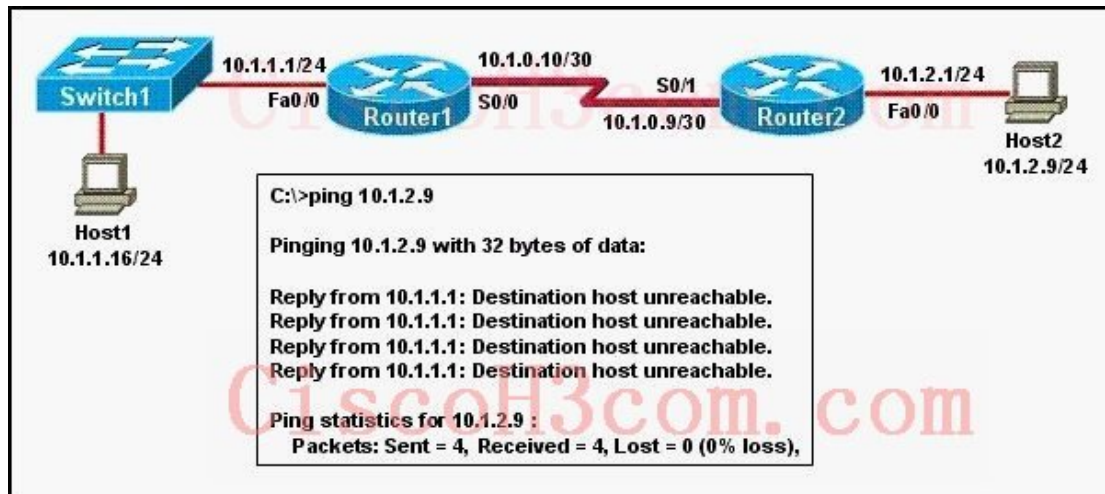 10.1.1.1/24
10.1.0.10/30
10.1.2.1/24
Switch1
Fa0/0
Router1
S0/0
S0/1
10.1.0.9/30
Router2
Fa0/0
Host2
10.1.2.9/24
Host1
10.1.1.16/24
C:\>ping 10.1.2.9
Pinging 10.1.2.9 with 32 bytes of data:
Reply from 10.1.1.1: Destination host unreachable.
Reply from 10.1.1.1: Destination host unreachable.
Reply from 10.1.1.1: Destination host unreachable.
Reply from 10.1.1.1: Destination host unreachable.
Ping statistics for 10.1.2.9 :
Packets: Sent = 4, Received = 4, Lost = 0 (0% loss),
CiscoH3com.com
CiscoH3com.com